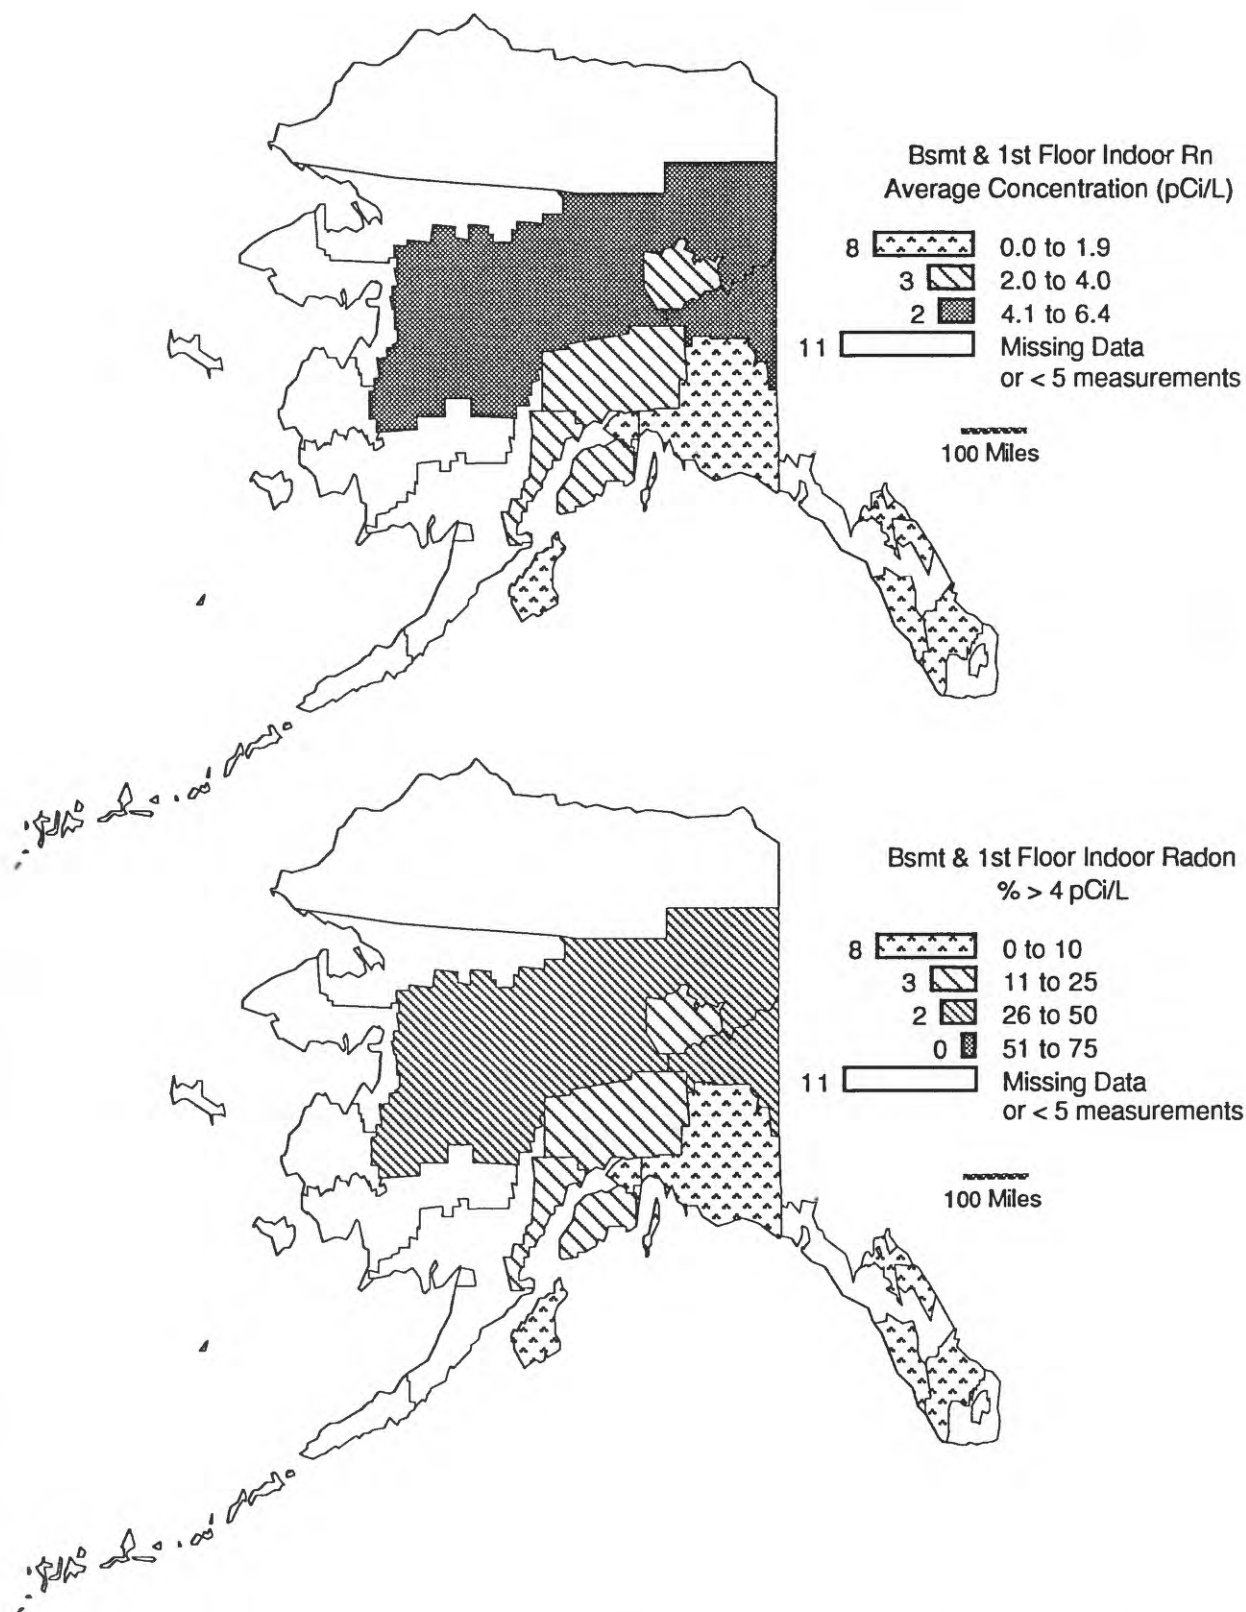 Bsmt & 1st Floor Indoor Rn
Average Concentration (pCi/L)
8 0.0 to 1.9
3 2.0 to 4.0
2 4.1 to 6.4
11 Missing Data
or < 5 measurements
100 Miles
Bsmt & 1st Floor Indoor Radon
% > 4 pCi/L
8 0 to 10
3 11 to 25
2 26 to 50
0 51 to 75
11 Missing Data
or < 5 measurements
100 Miles